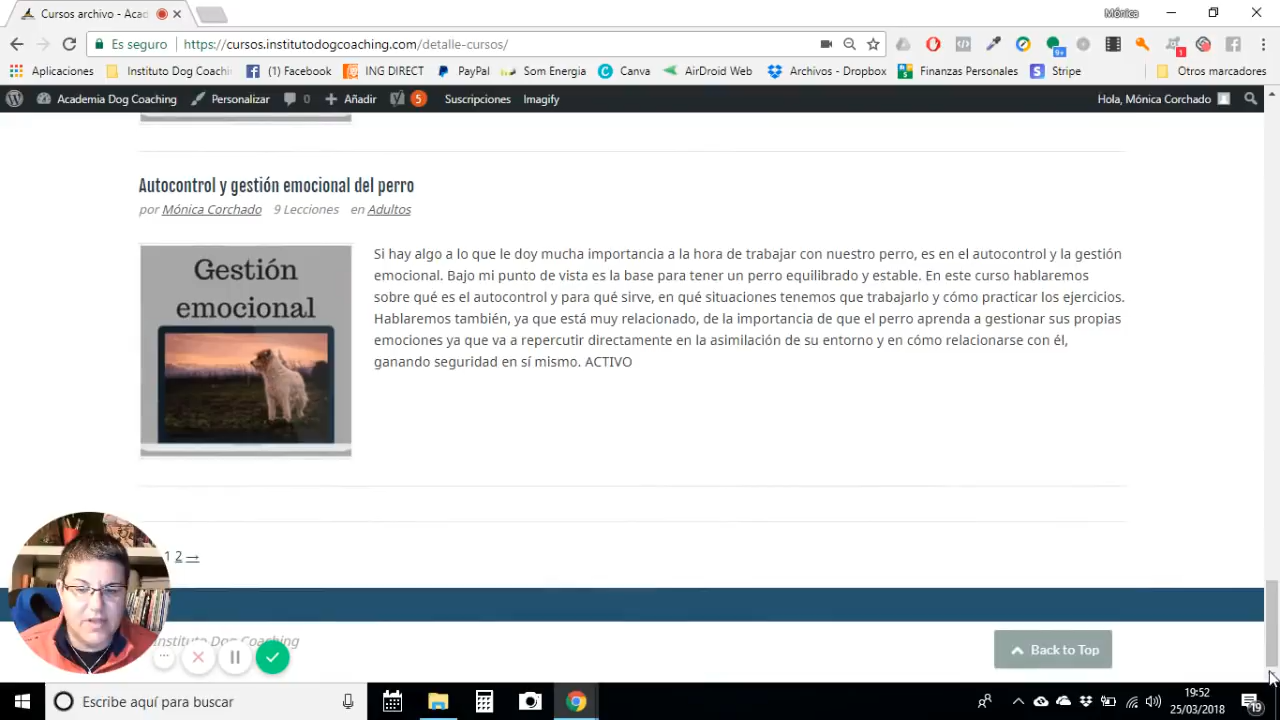 Cursos archivo - Acad
Mónica
Es seguro
https://cursos.institutodogcoaching.com/detalle-cursos/
9+
1
Aplicaciones
Instituto Dog Coachi
(1) Facebook
ING DIRECT
PayPal
Som Energia
Canva
AirDroid Web
Archivos - Dropbox
Finanzas Personales
Stripe
Otros marcadores
Academia Dog Coaching
Personalizar
0
Añadir
5
Suscripciones
Imagify
Hola, Mónica Corchado
Autocontrol y gestión emocional del perro
por Mónica Corchado 9 Lecciones en Adultos
Gestión
emocional
Si hay algo a lo que le doy mucha importancia a la hora de trabajar con nuestro perro, es en el autocontrol y la gestión
emocional. Bajo mi punto de vista es la base para tener un perro equilibrado y estable. En este curso hablaremos
sobre qué es el autocontrol y para qué sirve, en qué situaciones tenemos que trabajarlo y cómo practicar los ejercicios.
Hablaremos también, ya que está muy relacionado, de la importancia de que el perro aprenda a gestionar sus propias
emociones ya que va a repercutir directamente en la asimilación de su entorno y en cómo relacionarse con él,
ganando seguridad en sí mismo. ACTIVO
1 2 →
Instituto Dog Coaching
Back to Top
Escribe aquí para buscar
19:52
25/03/2018
19